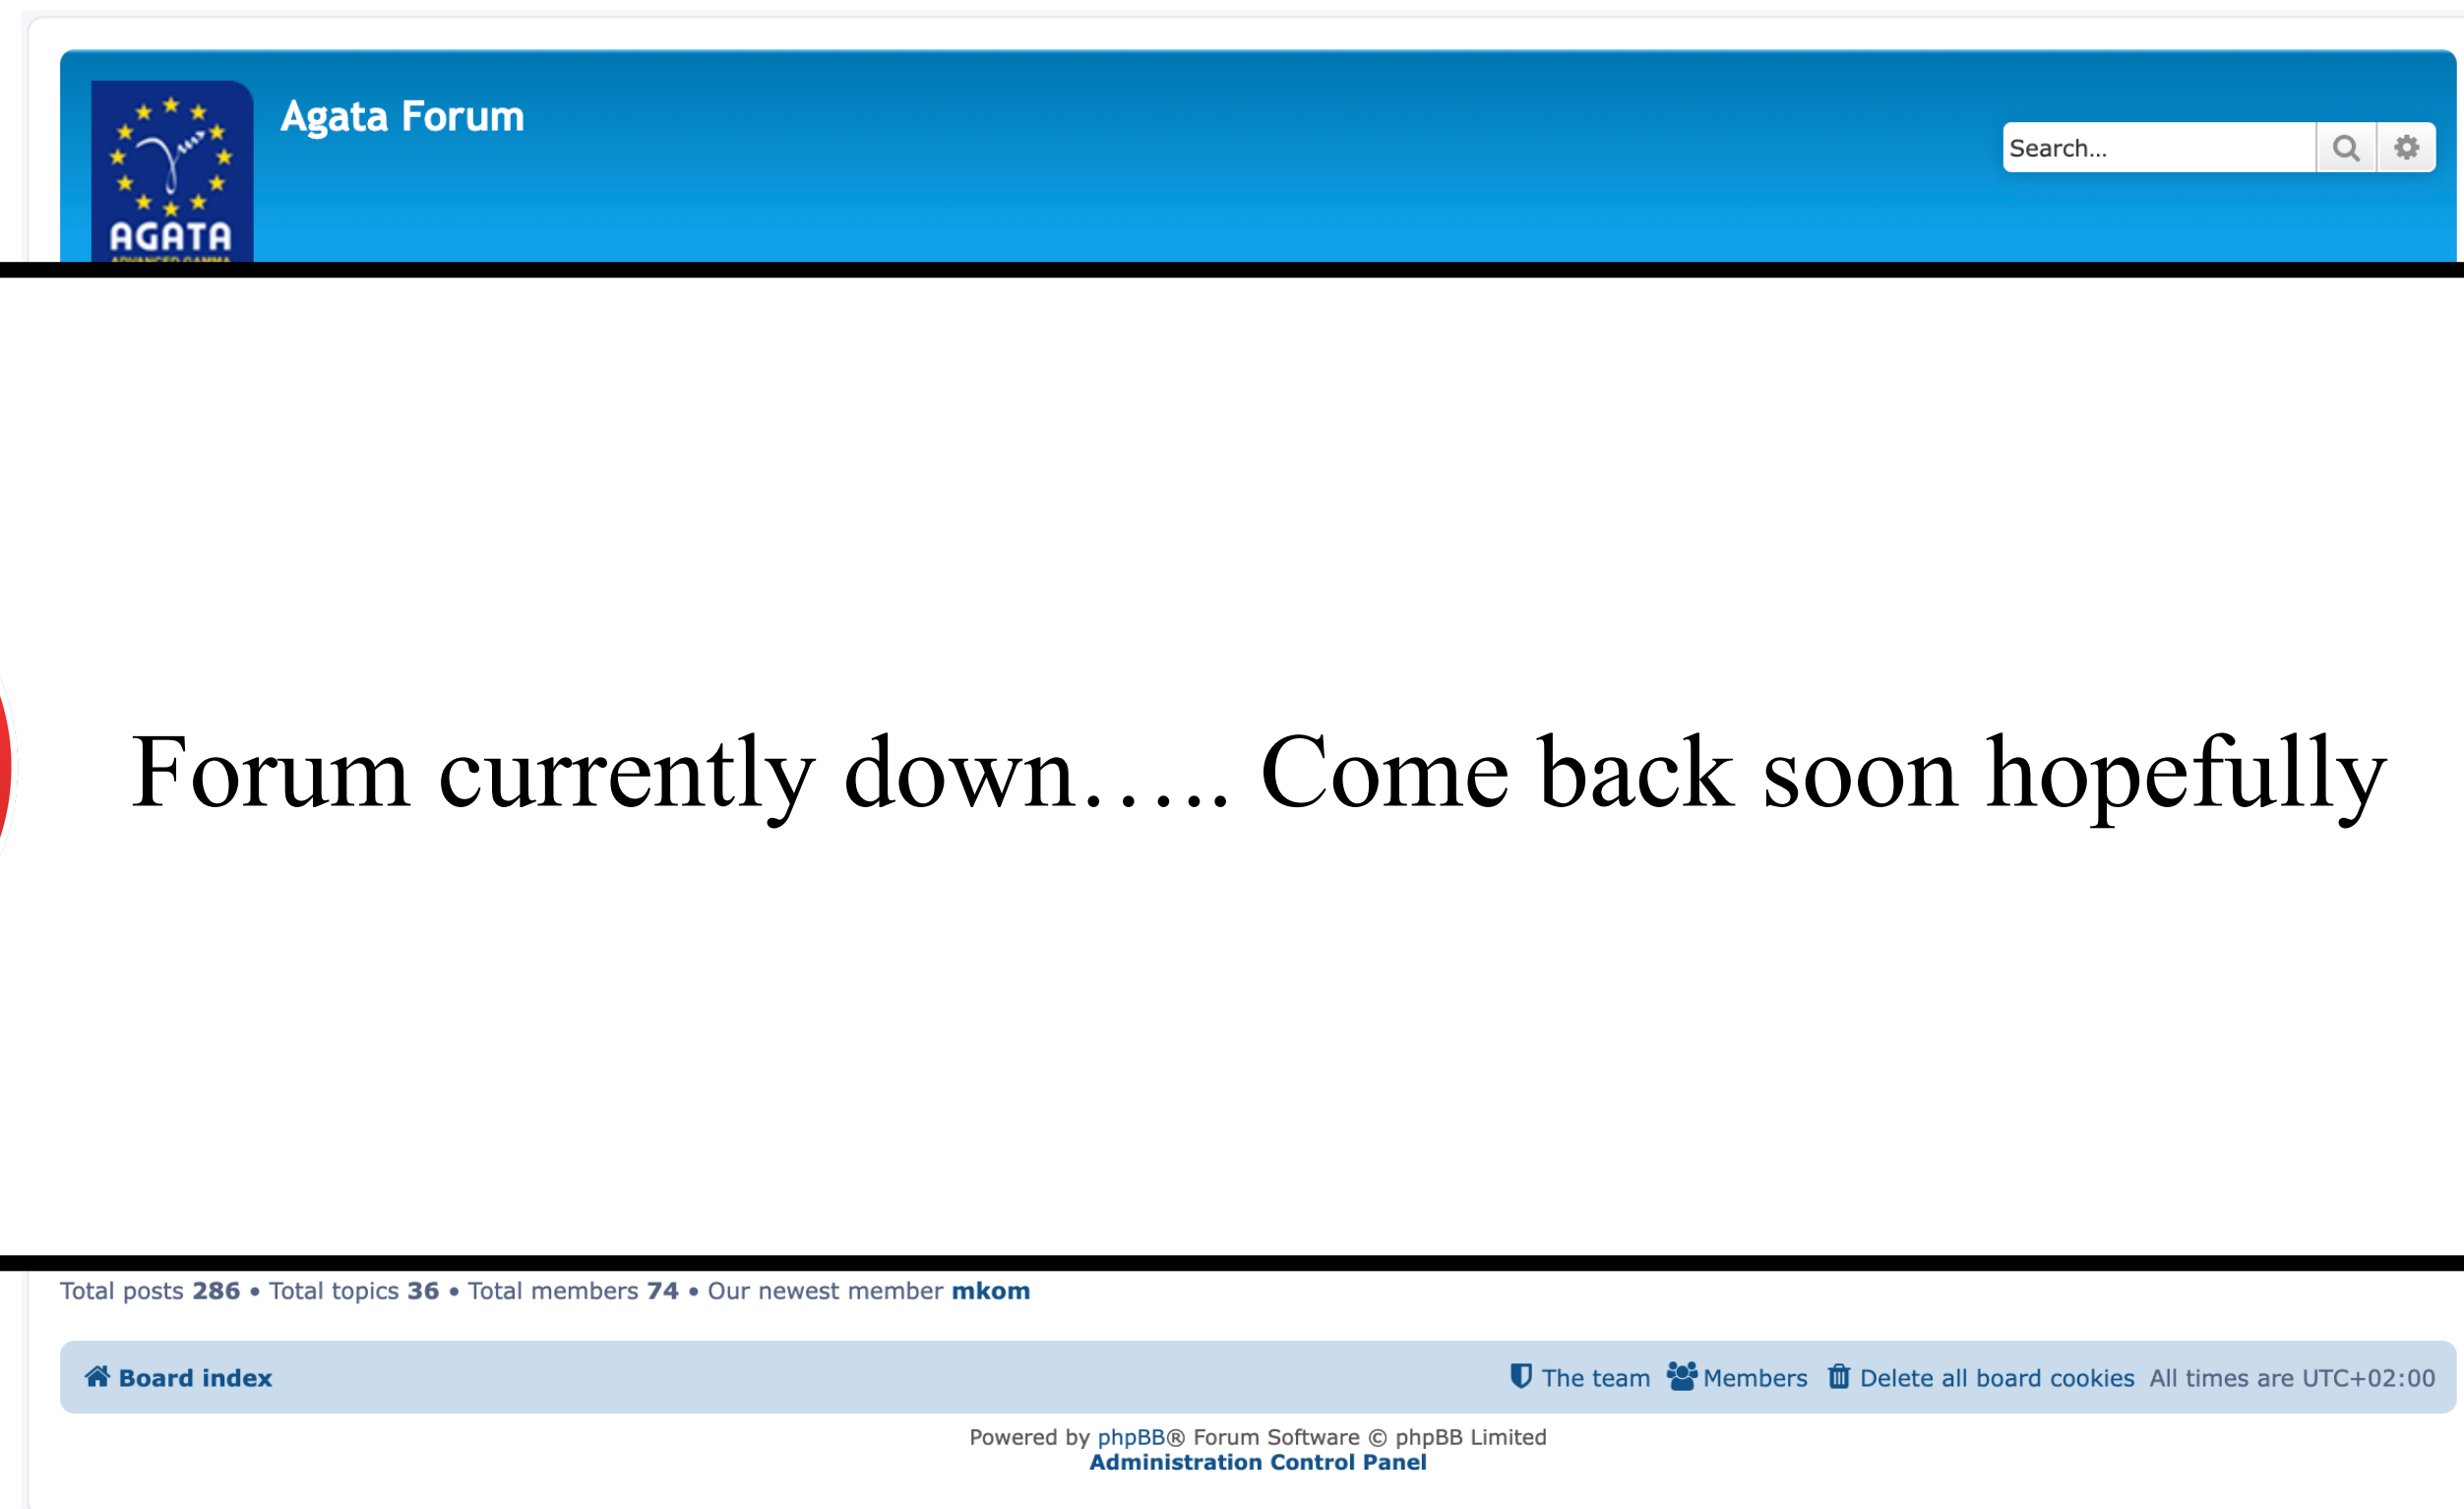 Agata Forum
Search...
AGATA
ADVANCED GAMMA
Forum currently down..... Come back soon hopefully
Total posts 286 • Total topics 36 • Total members 74 • Our newest member mkom
Board index
The team Members Delete all board cookies All times are UTC+02:00
Powered by phpBB® Forum Software © phpBB Limited
Administration Control Panel